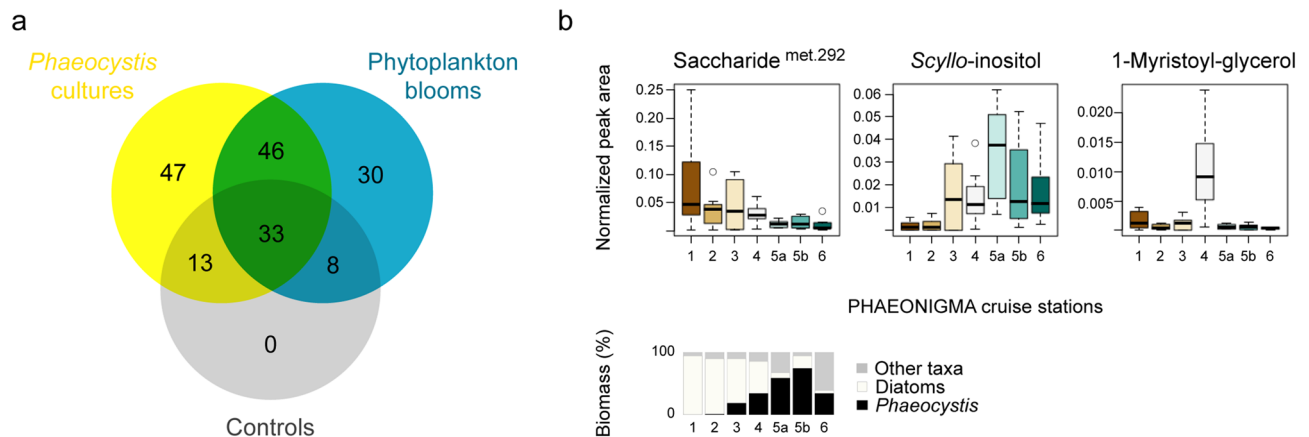 a
Phaeocystis
cultures
Phytoplankton
blooms
47
46
30
33
13
8
0
Controls
b
Saccharide met.292
Scyllo-inositol
1-Myristoyl-glycerol
Normalized peak area
0.25
0.20
0.15
0.10
0.05
1 2 3 4 5a 5b 6
0.06
0.05
0.04
0.03
0.02
0.01
1 2 3 4 5a 5b 6
0.020
0.015
0.010
0.005
1 2 3 4 5a 5b 6
PHAEONIGMA cruise stations
Biomass (%)
100
0
1 2 3 4 5a 5b 6
Other taxa
Diatoms
Phaeocystis